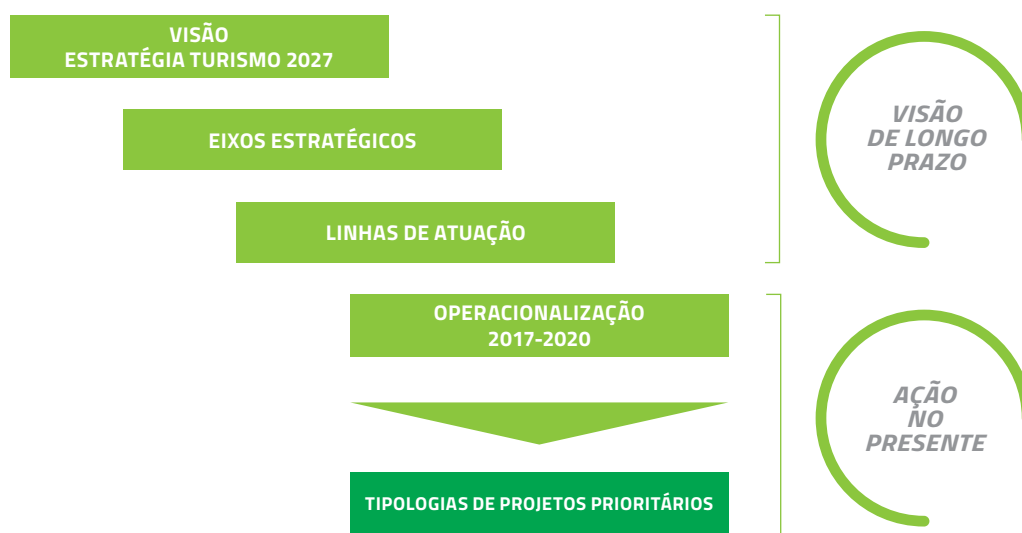 VISÃO
ESTRATÉGIA TURISMO 2027
EIXOS ESTRATÉGICOS
LINHAS DE ATUAÇÃO
VISÃO
DE LONGO
PRAZO
OPERACIONALIZAÇÃO
2017-2020
TIPOLOGIAS DE PROJETOS PRIORITÁRIOS
AÇÃO
NO
PRESENTE